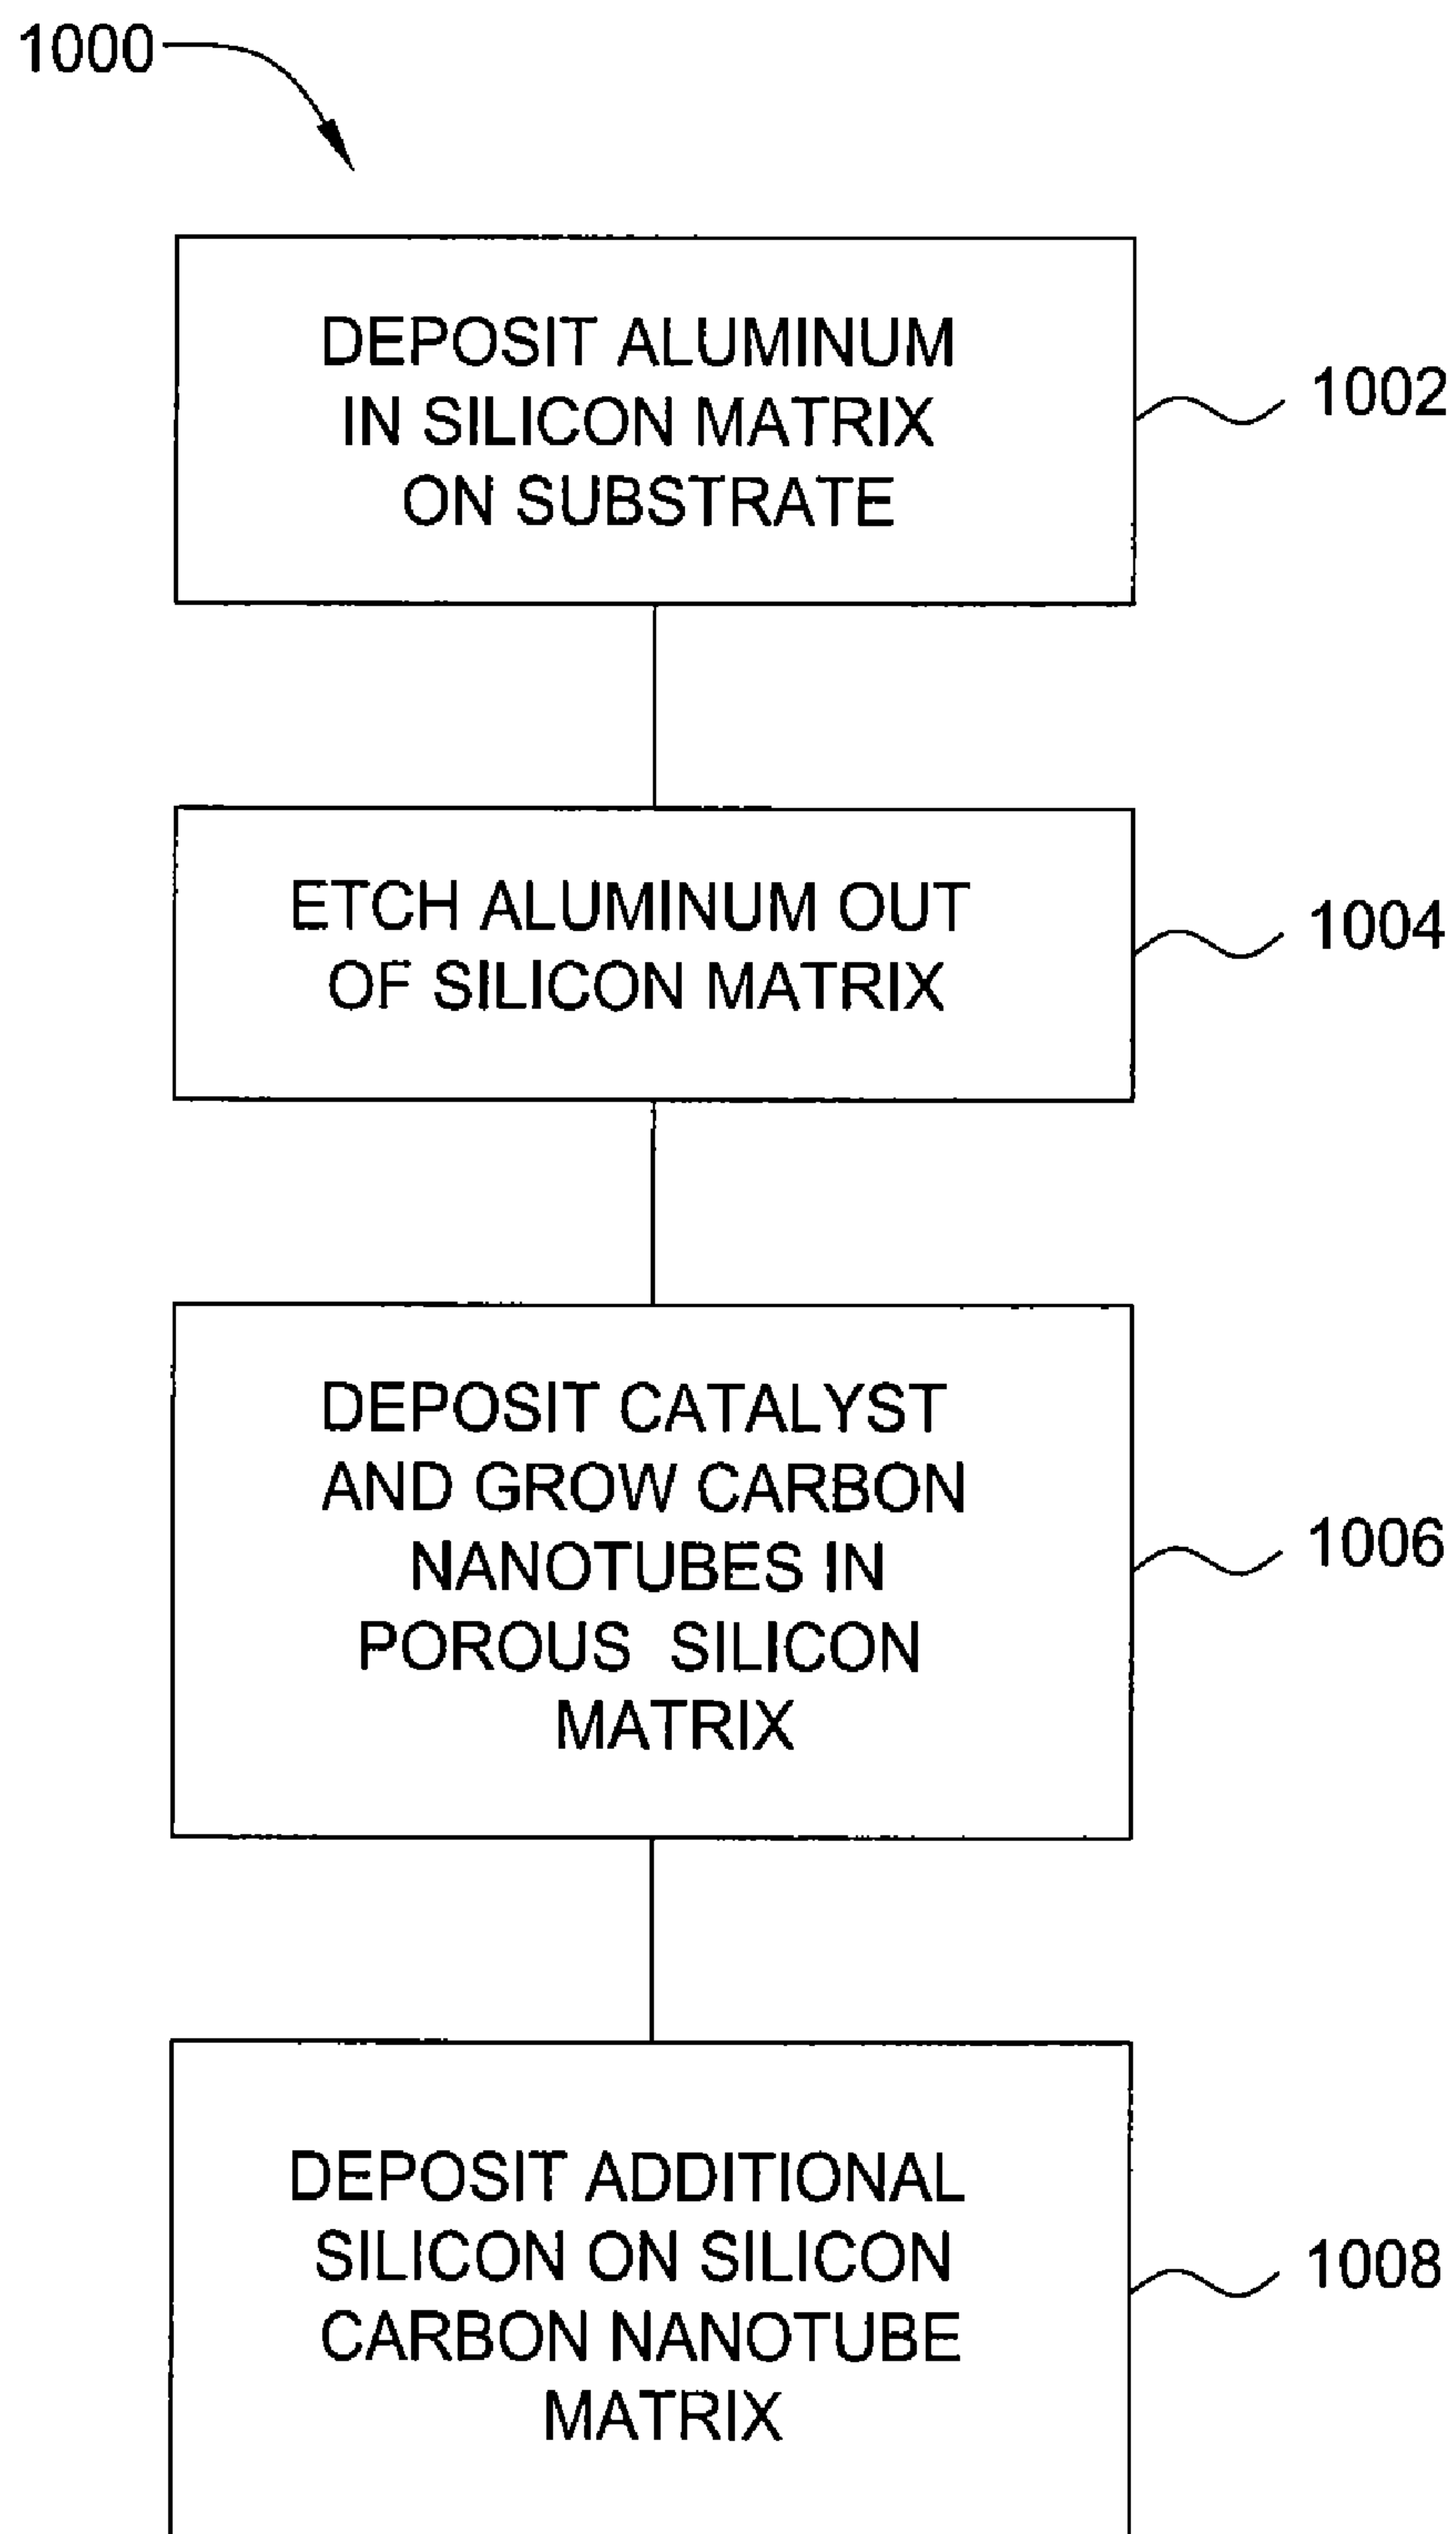 1000
DEPOSIT ALUMINUM
IN SILICON MATRIX
ON SUBSTRATE
1002
ETCH ALUMINUM OUT
OF SILICON MATRIX
1004
DEPOSIT CATALYST
AND GROW CARBON
NANOTUBES IN
POROUS SILICON
MATRIX
1006
DEPOSIT ADDITIONAL
SILICON ON SILICON
CARBON NANOTUBE
MATRIX
1008